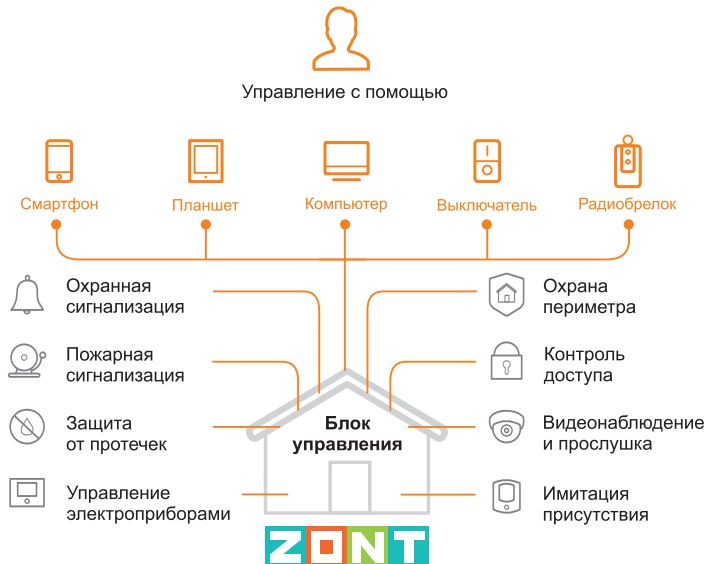 Управление с помощью
Смартфон
Планшет
Компьютер
Выключатель
Радиобрелок
Охранная
сигнализация
Охрана
периметра
Пожарная
сигнализация
Контроль
доступа
Защита
от протечек
Блок
управления
Видеонаблюдение
и прослушка
Управление
электроприборами
Имитация
присутствия
ZONT